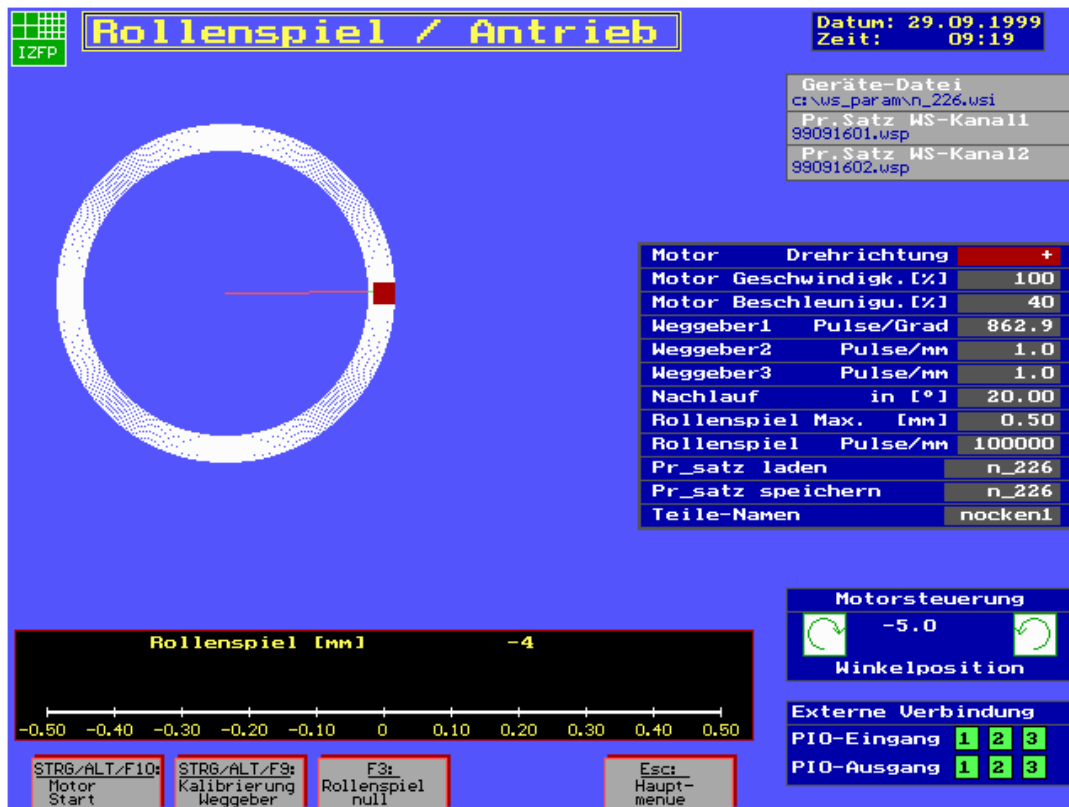 IZFP
Rollenspiel / Antrieb
Datum: 29.09.1999
Zeit: 09:19
Geräte-Datei
c:\ws_param\n_226.wsi
Pr.Satz WS-Kanal1
99091601.wsp
Pr.Satz WS-Kanal2
99091602.wsp
Motor Drehrichtung +
Motor Geschwindigk.[%] 100
Motor Beschleunigu.[%] 40
Weggeber1 Pulse/Grad 862.9
Weggeber2 Pulse/mm 1.0
Weggeber3 Pulse/mm 1.0
Nachlauf in [°] 20.00
Rollenspiel Max. [mm] 0.50
Rollenspiel Pulse/mm 100000
Pr_satz laden n_226
Pr_satz speichern n_226
Teile-Namen nocken1
Motorsteuerung
-5.0
Winkelposition
Rollenspiel [mm] -4
-0.50 -0.40 -0.30 -0.20 -0.10 0 0.10 0.20 0.30 0.40 0.50
Externe Verbindung
PIO-Eingang 1 2 3
PIO-Ausgang 1 2 3
STRG/ALT/F10:
Motor
Start
STRG/ALT/F9:
Kalibrierung
Weggeber
F3:
Rollenspiel
null
Esc:
Haupt-
menue